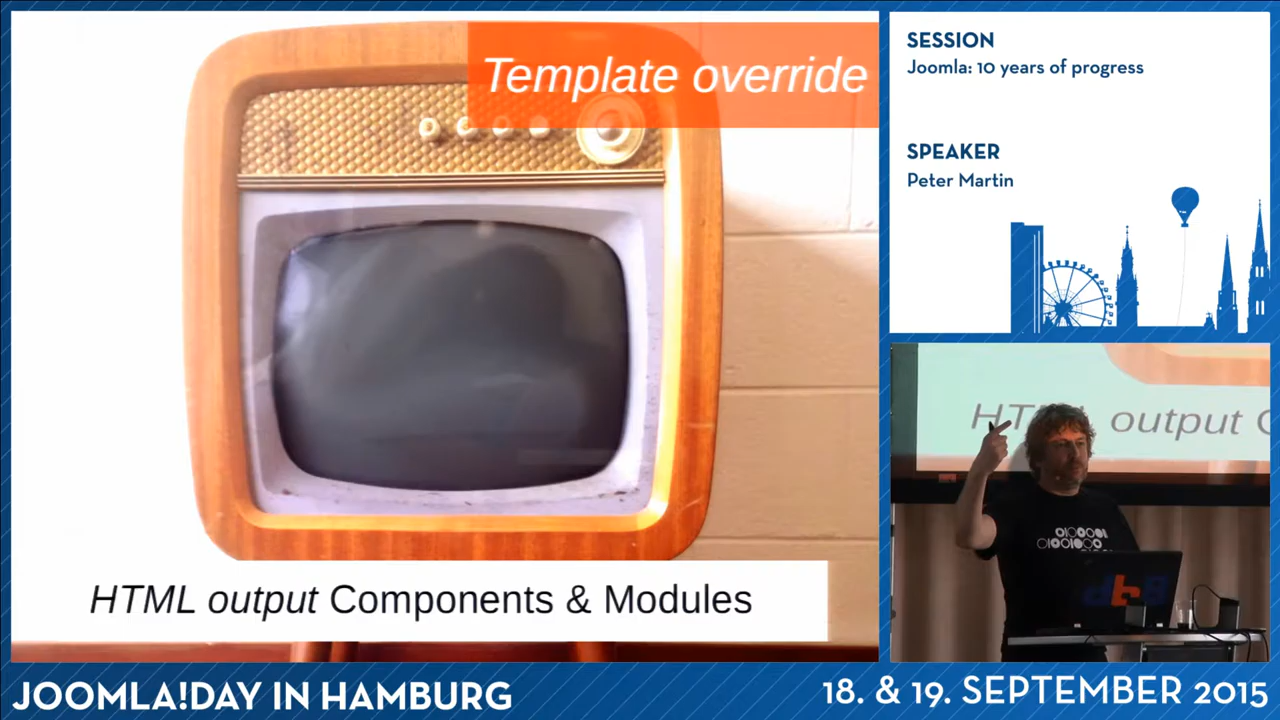 Template override
HTML output Components & Modules
SESSION
Joomla: 10 years of progress
SPEAKER
Peter Martin
HTML output C
dbg
JOOMLA!DAY IN HAMBURG
18. & 19. SEPTEMBER 2015